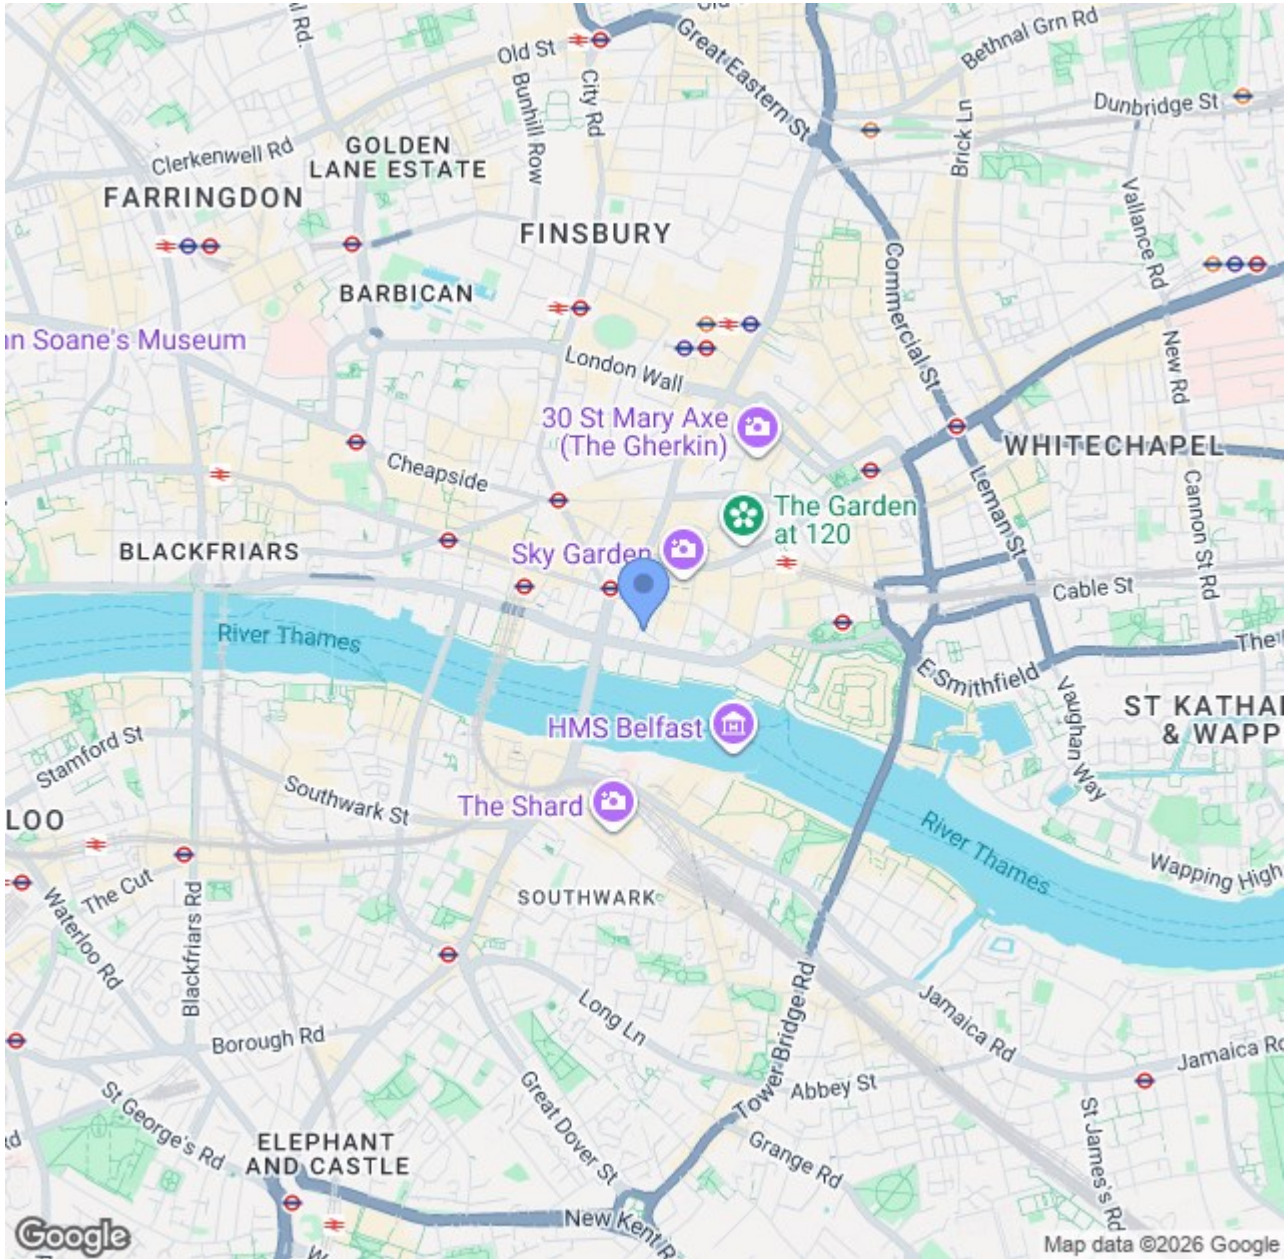 Old
Old St
Great Eastern St
Bethnal Grn Rd
al Rd.
Bunhill Row
City Rd
Dunbridge St
Brick Ln
Clerkenwell Rd
GOLDEN
LANE ESTATE
FARRINGDON
Vallance Rd
FINSBURY
Commercial St
BARBICAN
nn Soane's Museum
London Wall
New Rd
30 St Mary Axe
(The Gherkin)
WHITECHAPEL
Cheapside
Leman St
Cannon St Rd
The Garden
at 120
BLACKFRIARS
Sky Garden
Cable St
River Thames
The
E Smithfield
Vaughan Way
ST KATHAI
& WAPP
HMS Belfast
Stamford St
Southwark St
The Shard
LOO
River Thames
Wapping High
The Cut
SOUTHWARK
Waterloo Rd
Blackfriars Rd
Tower Bridge Rd
Long Ln
Jamaica Rd
Borough Rd
Jamaica Rd
Abbey St
St George's Rd
Great Dover St
St James's Rd
ELEPHANT
AND CASTLE
Grange Rd
New Kent R
Google
Map data ©2026 Google